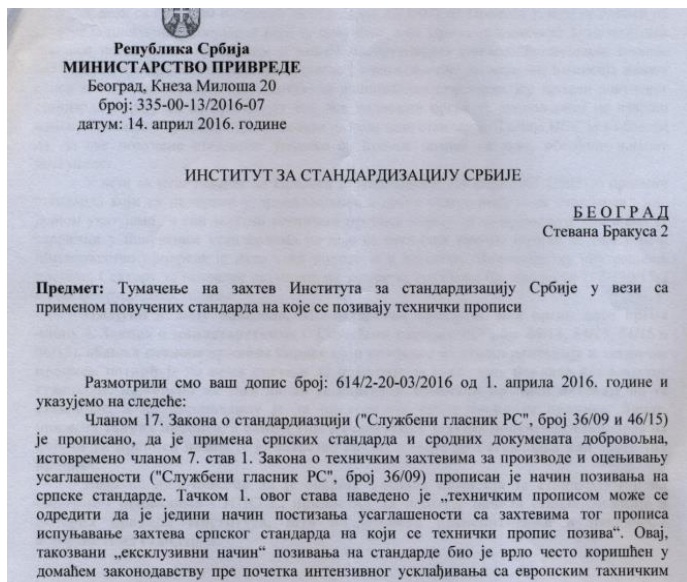 Република Србија
МИНИСТАРСТВО ПРИВРЕДЕ
Београд, Кнеза Милоша 20
број: 335-00-13/2016-07
датум: 14. април 2016. године
ИНСТИТУТ ЗА СТАНДАРДИЗАЦИЈУ СРБИЈЕ
Б Е О Г Р А Д
Стевана Бракуса 2
Предмет: Тумачење на захтев Института за стандардизацију Србије у вези са
применом повучених стандарда на које се позивају технички прописи
Размотрили смо ваш допис број: 614/2-20-03/2016 од 1. априла 2016. године и
указујемо на следеће:
Чланом 17. Закона о стандардиазцији ("Службени гласник РС", број 36/09 и 46/15)
је прописано, да је примена српских стандарда и сродних докумената добровољна,
истовремено чланом 7. став 1. Закона о техничким захтевима за производе и оцењивању
усаглашености ("Службени гласник РС", број 36/09) прописан је начин позивања на
српске стандарде. Тачком 1. овог става наведено је „техничким прописом може се
одредити да је једини начин постизања усаглашености са захтевима тог прописа
испуњавање захтева српског стандарда на који се технички пропис позива“. Овај,
такозвани „ексклузивни начин“ позивања на стандарде био је врло често коришћен у
домаћем законодавству пре почетка интензивног усклађивања са европским тахничким